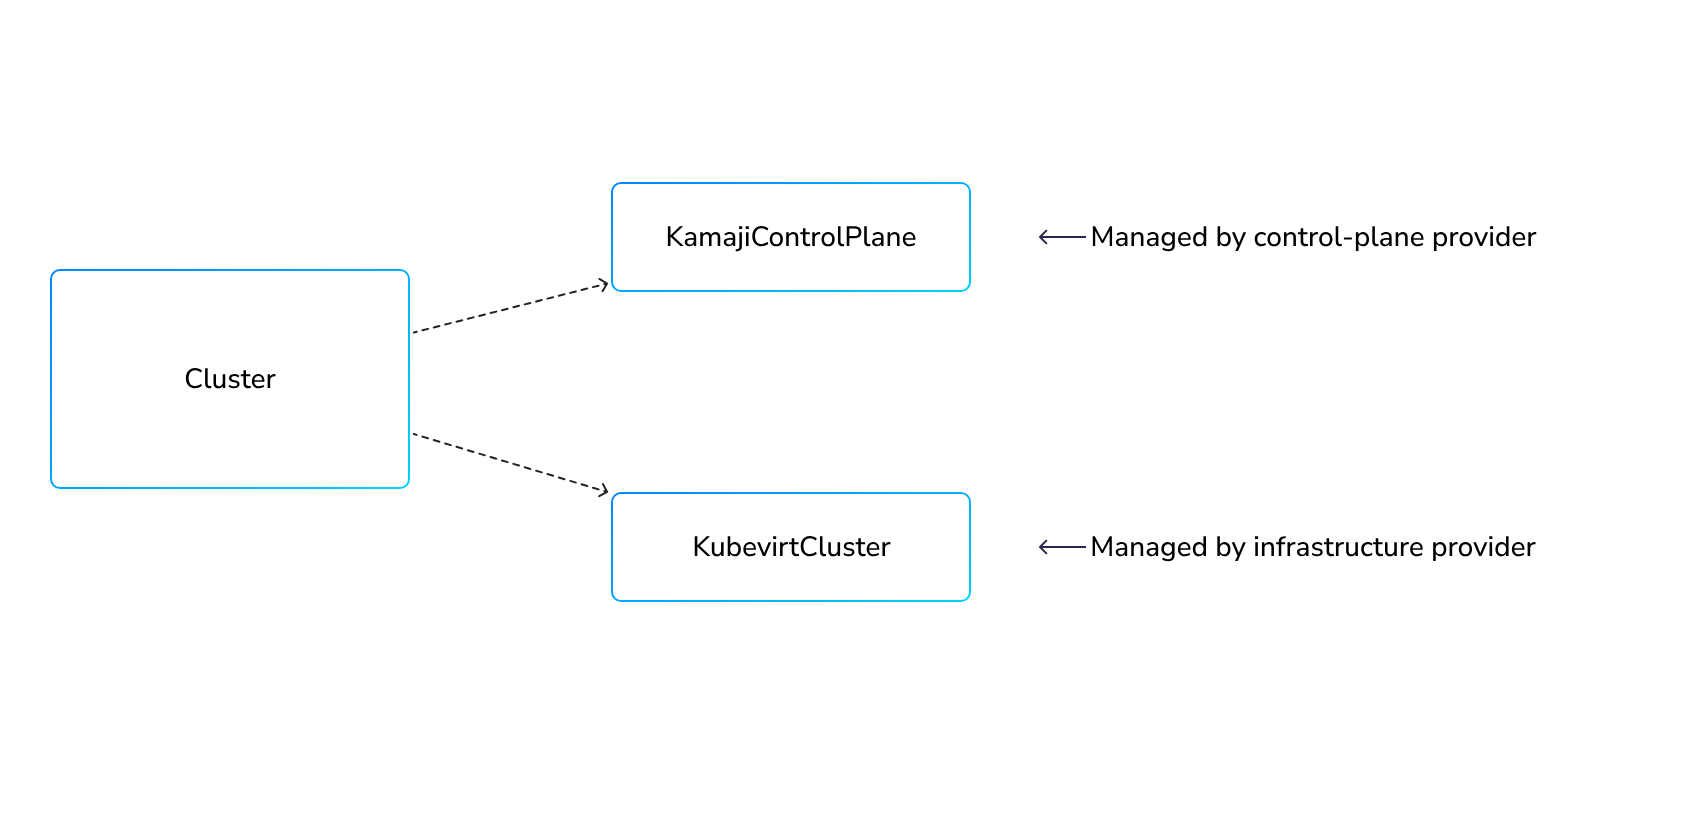 KamajiControlPlane
Managed by control-plane provider
Cluster
KubevirtCluster
Managed by infrastructure provider